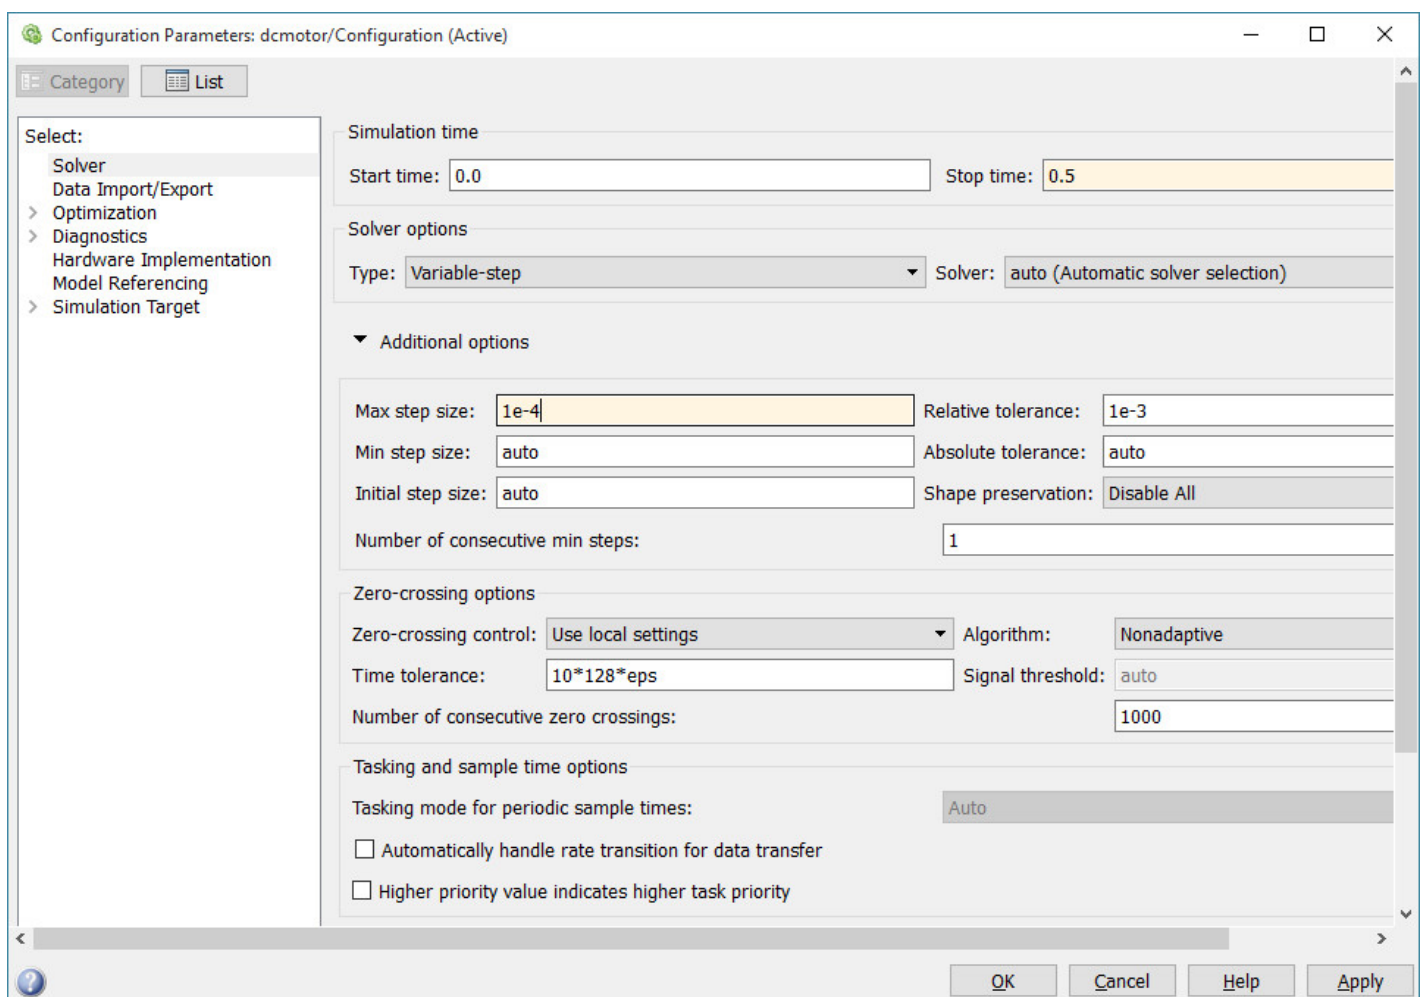 Configuration Parameters: dcmotor/Configuration (Active)
Category List
Select:
Solver
Data Import/Export
Optimization
Diagnostics
Hardware Implementation
Model Referencing
Simulation Target
Simulation time
Start time: 0.0 Stop time: 0.5
Solver options
Type: Variable-step Solver: auto (Automatic solver selection)
Additional options
Max step size: 1e-4 Relative tolerance: 1e-3
Min step size: auto Absolute tolerance: auto
Initial step size: auto Shape preservation: Disable All
Number of consecutive min steps: 1
Zero-crossing options
Zero-crossing control: Use local settings Algorithm: Nonadaptive
Time tolerance: 10*128*eps Signal threshold: auto
Number of consecutive zero crossings: 1000
Tasking and sample time options
Tasking mode for periodic sample times: Auto
Automatically handle rate transition for data transfer
Higher priority value indicates higher task priority
? OK Cancel Help Apply